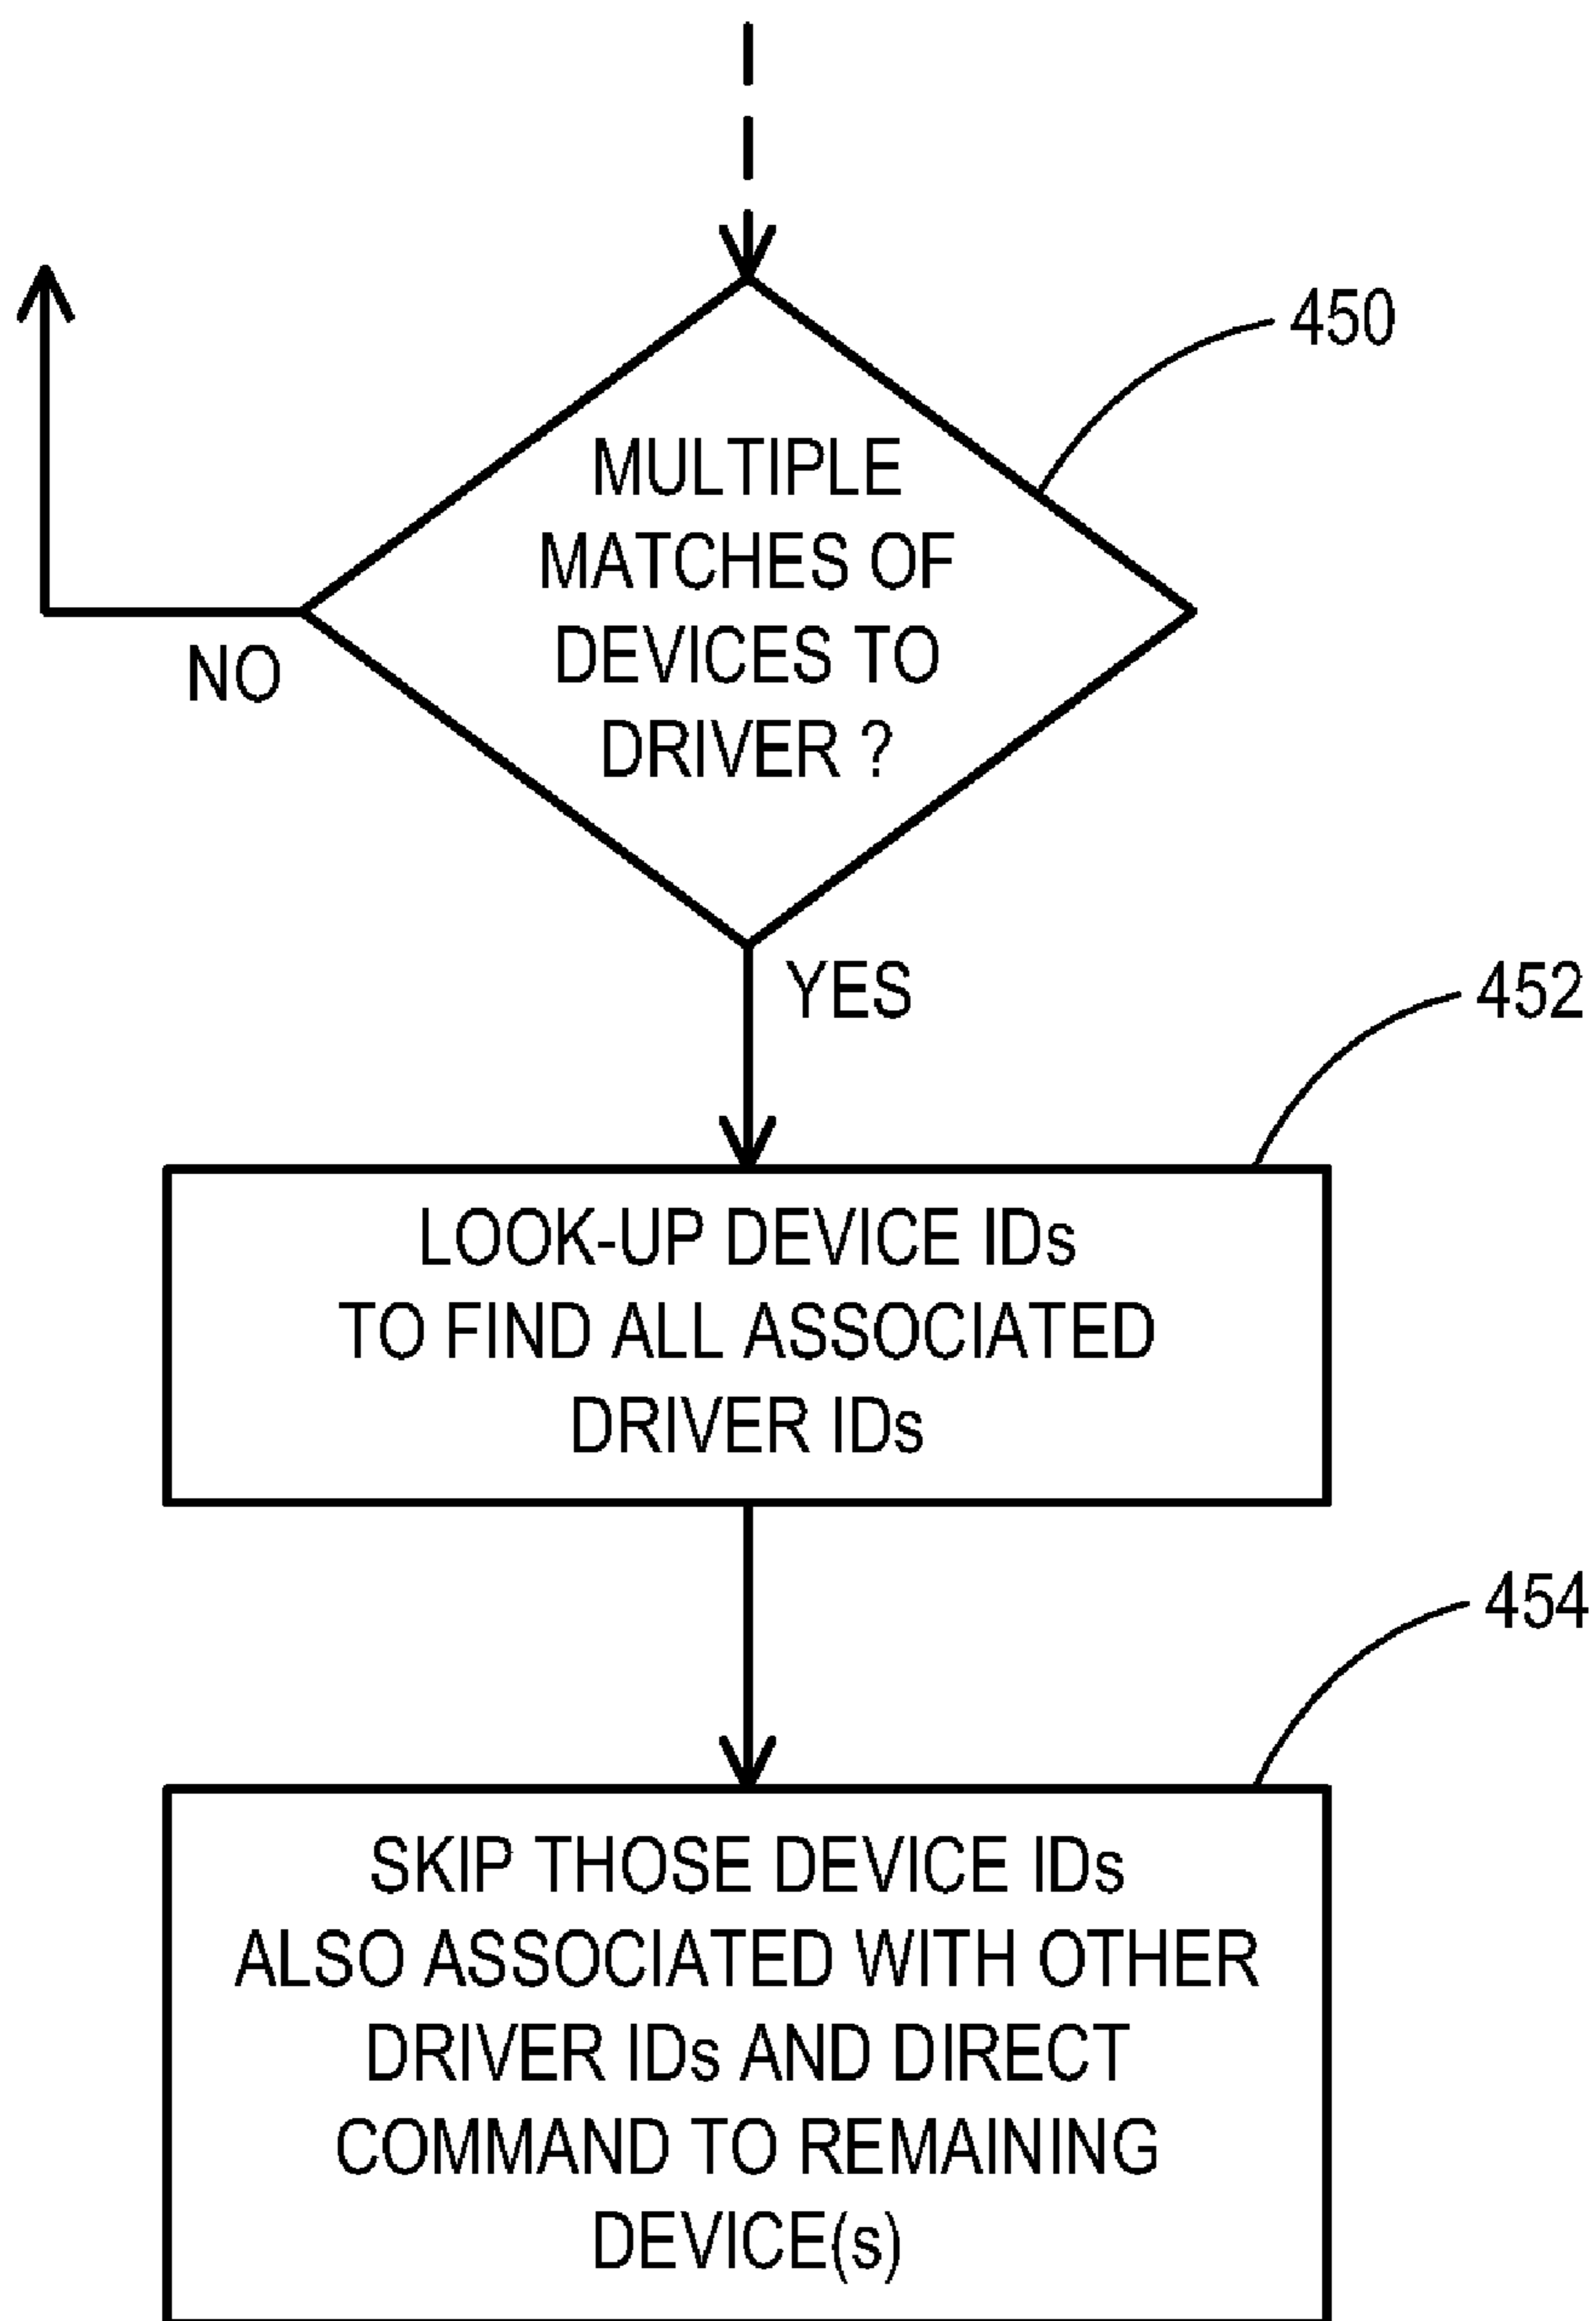 450
MULTIPLE
MATCHES OF
DEVICES TO
DRIVER ?
NO
YES
452
LOOK-UP DEVICE IDs
TO FIND ALL ASSOCIATED
DRIVER IDs
454
SKIP THOSE DEVICE IDs
ALSO ASSOCIATED WITH OTHER
DRIVER IDs AND DIRECT
COMMAND TO REMAINING
DEVICE(s)